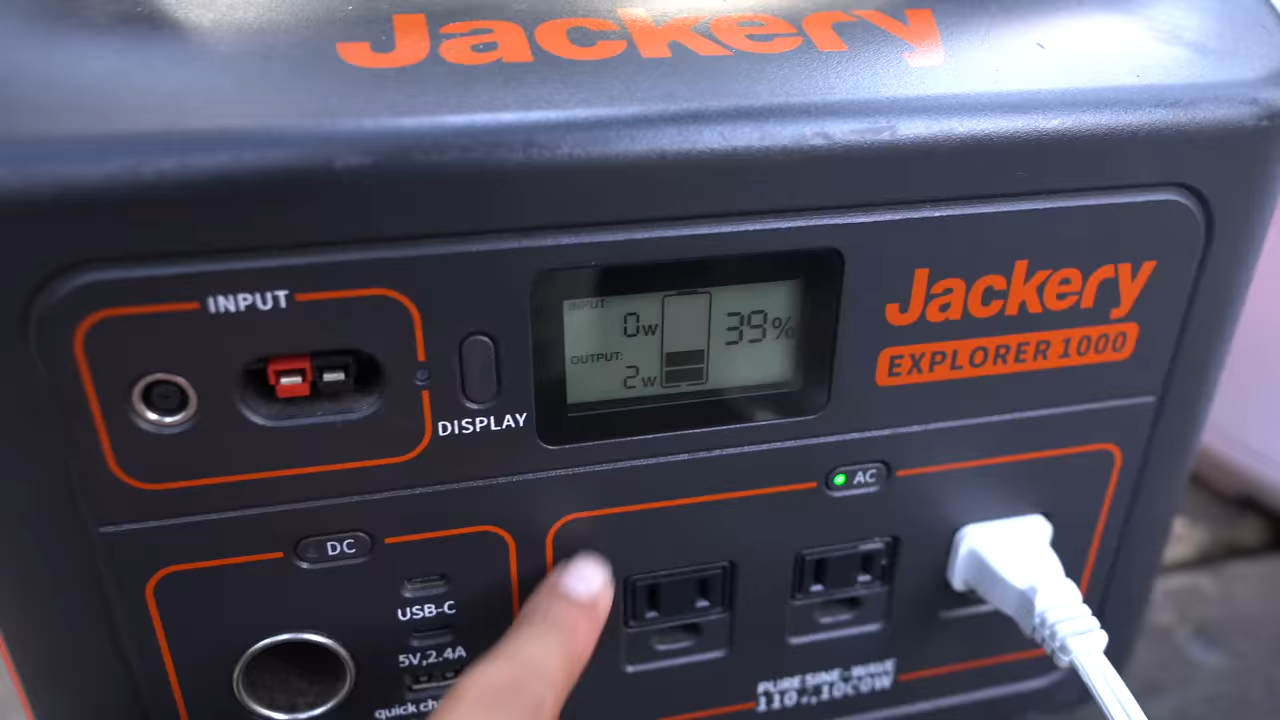 Jackery
INPUT
DISPLAY
INPUT:
0W
OUTPUT:
2W
39%
Jackery
EXPLORER 1000
DC
AC
USB-C
5V,2.4A
quick
PURE SINE-WAVE